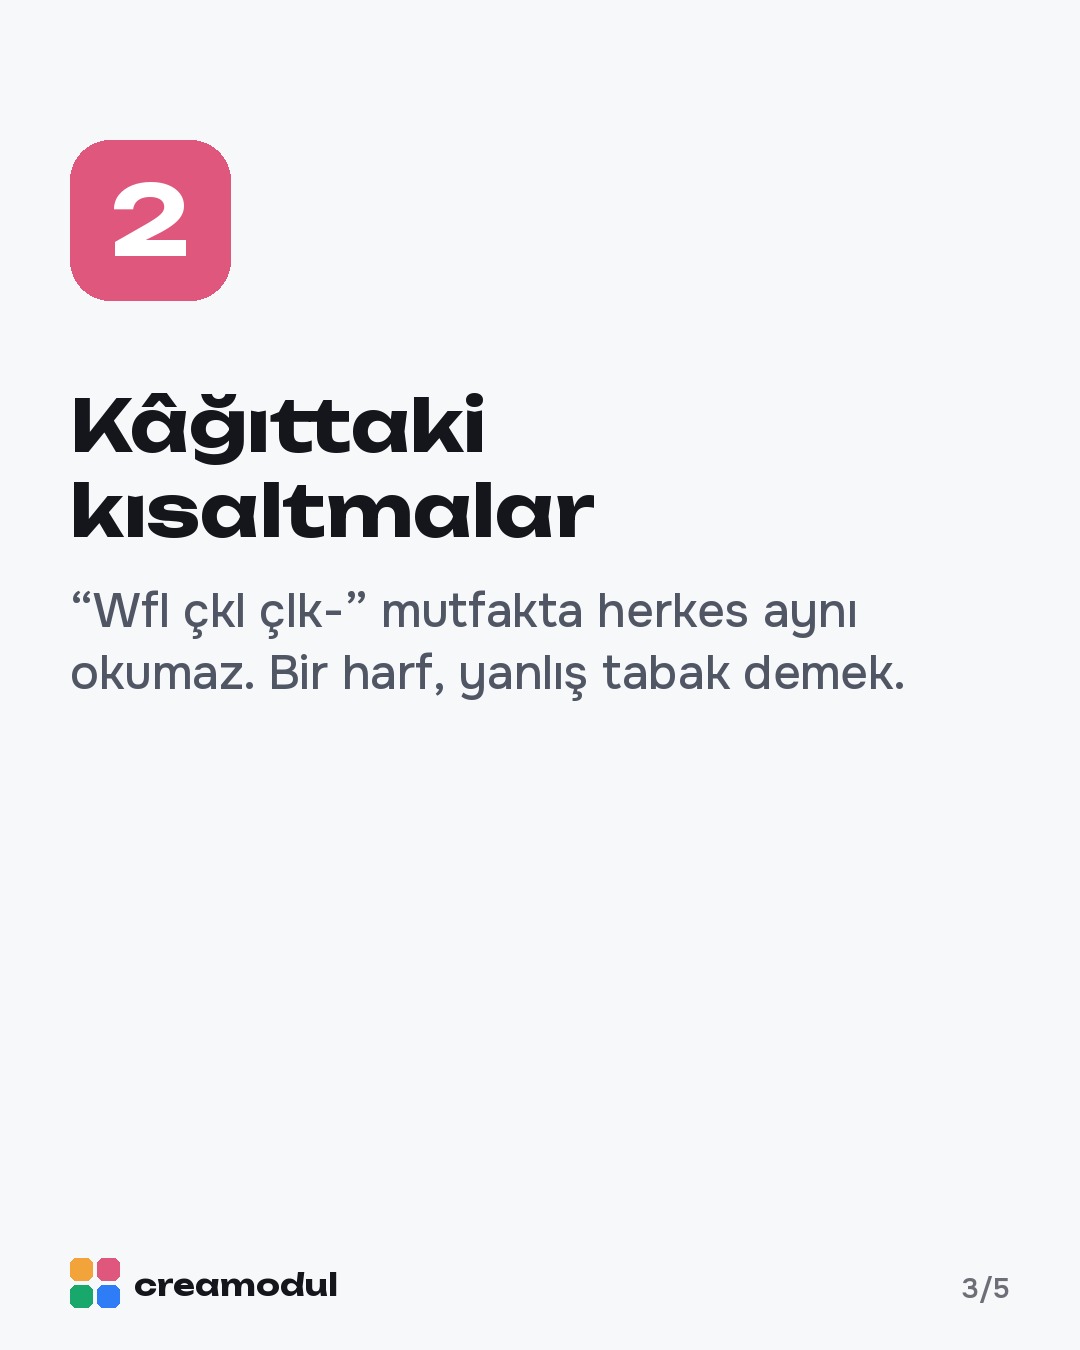 2
Kâğıttaki
kısaltmalar
“Wfl çkl çlk-” mutfakta herkes aynı
okumaz. Bir harf, yanlış tabak demek.
creamodul
3/5